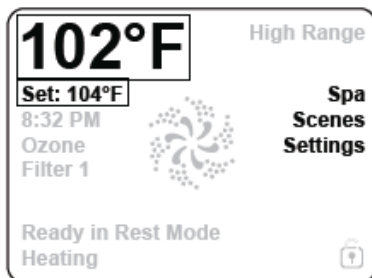 102°F
High Range
Set: 104°F
Spa
8:32 PM
Scenes
Ozone
Settings
Filter 1
Ready in Rest Mode
Heating